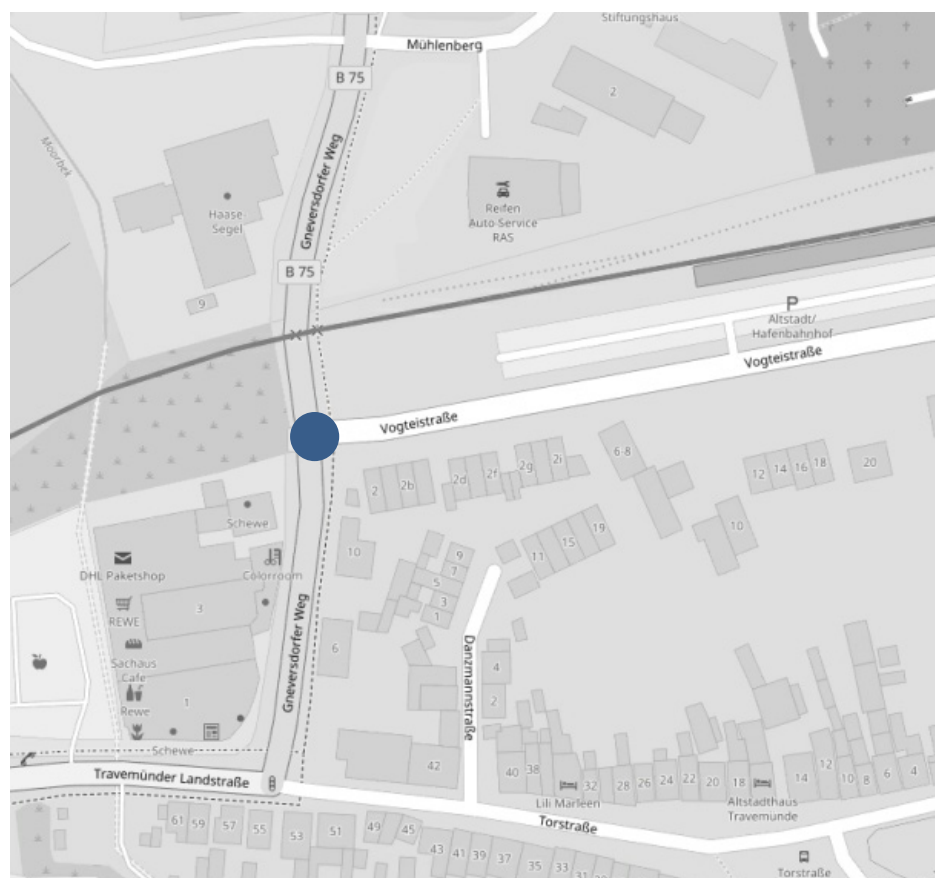 Stiftungshaus
Mühlenberg
B 75
2
Moorbek
Gneversdorfer Weg
Haase
Segel
Reifen
Auto Service
RAS
B 75
9
P
Altstadt/
Hafenbahnhof
Vogteistraße
Vogteistraße
6-8
2 2b 2d 2f 2g 2i
12 14 16 18 20
Schewe
10
19
15
11
10
9
7
5
3
1
DHL Paketshop
Colorroom
REWE
3
Gneversdorfer Weg
6
Danzmannstraße
Sachaus
Cafe
4
2
Rewe
1
Schewe
42
40 38 32 28 26 24 22 20 18 14 12 10 8 6 4
Travemünder Landstraße
Lili Marleen
Altstadthaus
Travemünde
Torstraße
61 59 57 55 53 51 49 45
43 41 39 37 35 33 31
Torstraße